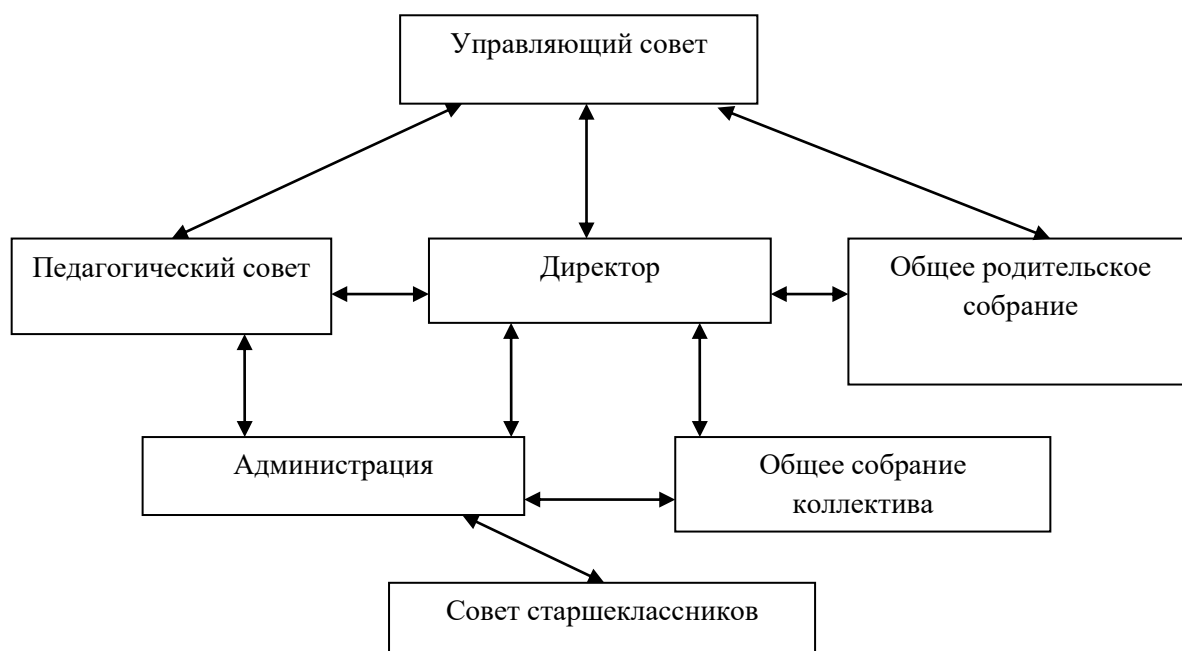 Управляющий совет
Педагогический совет
Директор
Общее родительское
собрание
Администрация
Общее собрание
коллектива
Совет старшеклассников